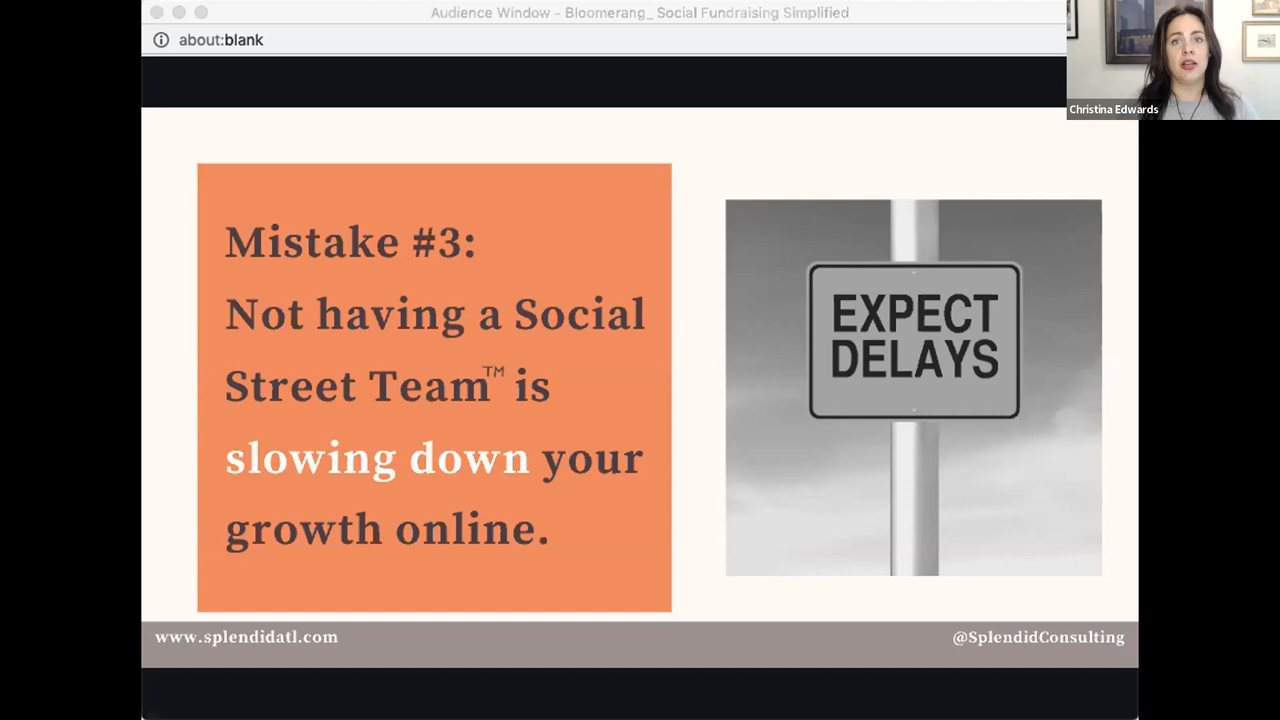 Audience Window – Bloomerang_ Social Fundraising Simplified
about:blank
Christina Edwards
Mistake #3:
Not having a Social
Street Team™ is
slowing down your
growth online.
EXPECT
DELAYS
www.splendidatl.com
@SplendidConsulting